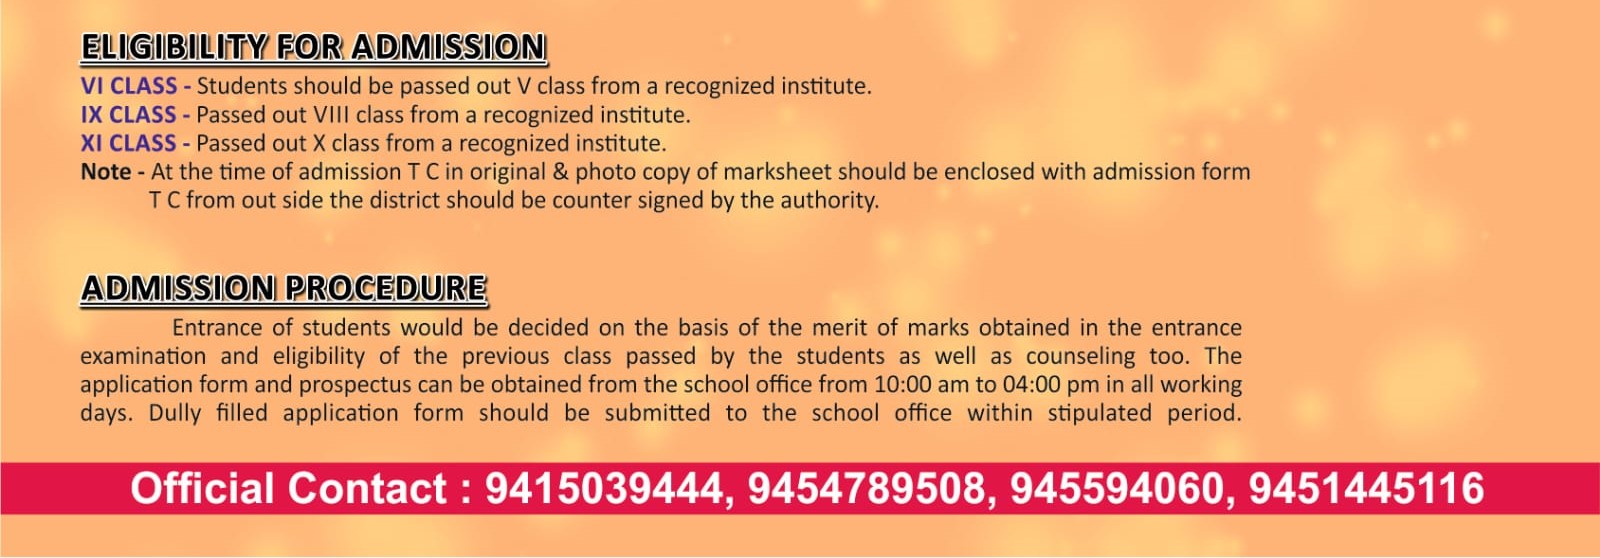 ELIGIBILITY FOR ADMISSION
VI CLASS - Students should be passed out V class from a recognized institute.
IX CLASS - Passed out VIII class from a recognized institute.
XI CLASS - Passed out X class from a recognized institute.
Note - At the time of admission T C in original & photo copy of marksheet should be enclosed with admission form
T C from out side the district should be counter signed by the authority.
ADMISSION PROCEDURE
Entrance of students would be decided on the basis of the merit of marks obtained in the entrance
examination and eligibility of the previous class passed by the students as well as counseling too. The
application form and prospectus can be obtained from the school office from 10:00 am to 04:00 pm in all working
days. Dully filled application form should be submitted to the school office within stipulated period.
Official Contact : 9415039444, 9454789508, 945594060, 9451445116